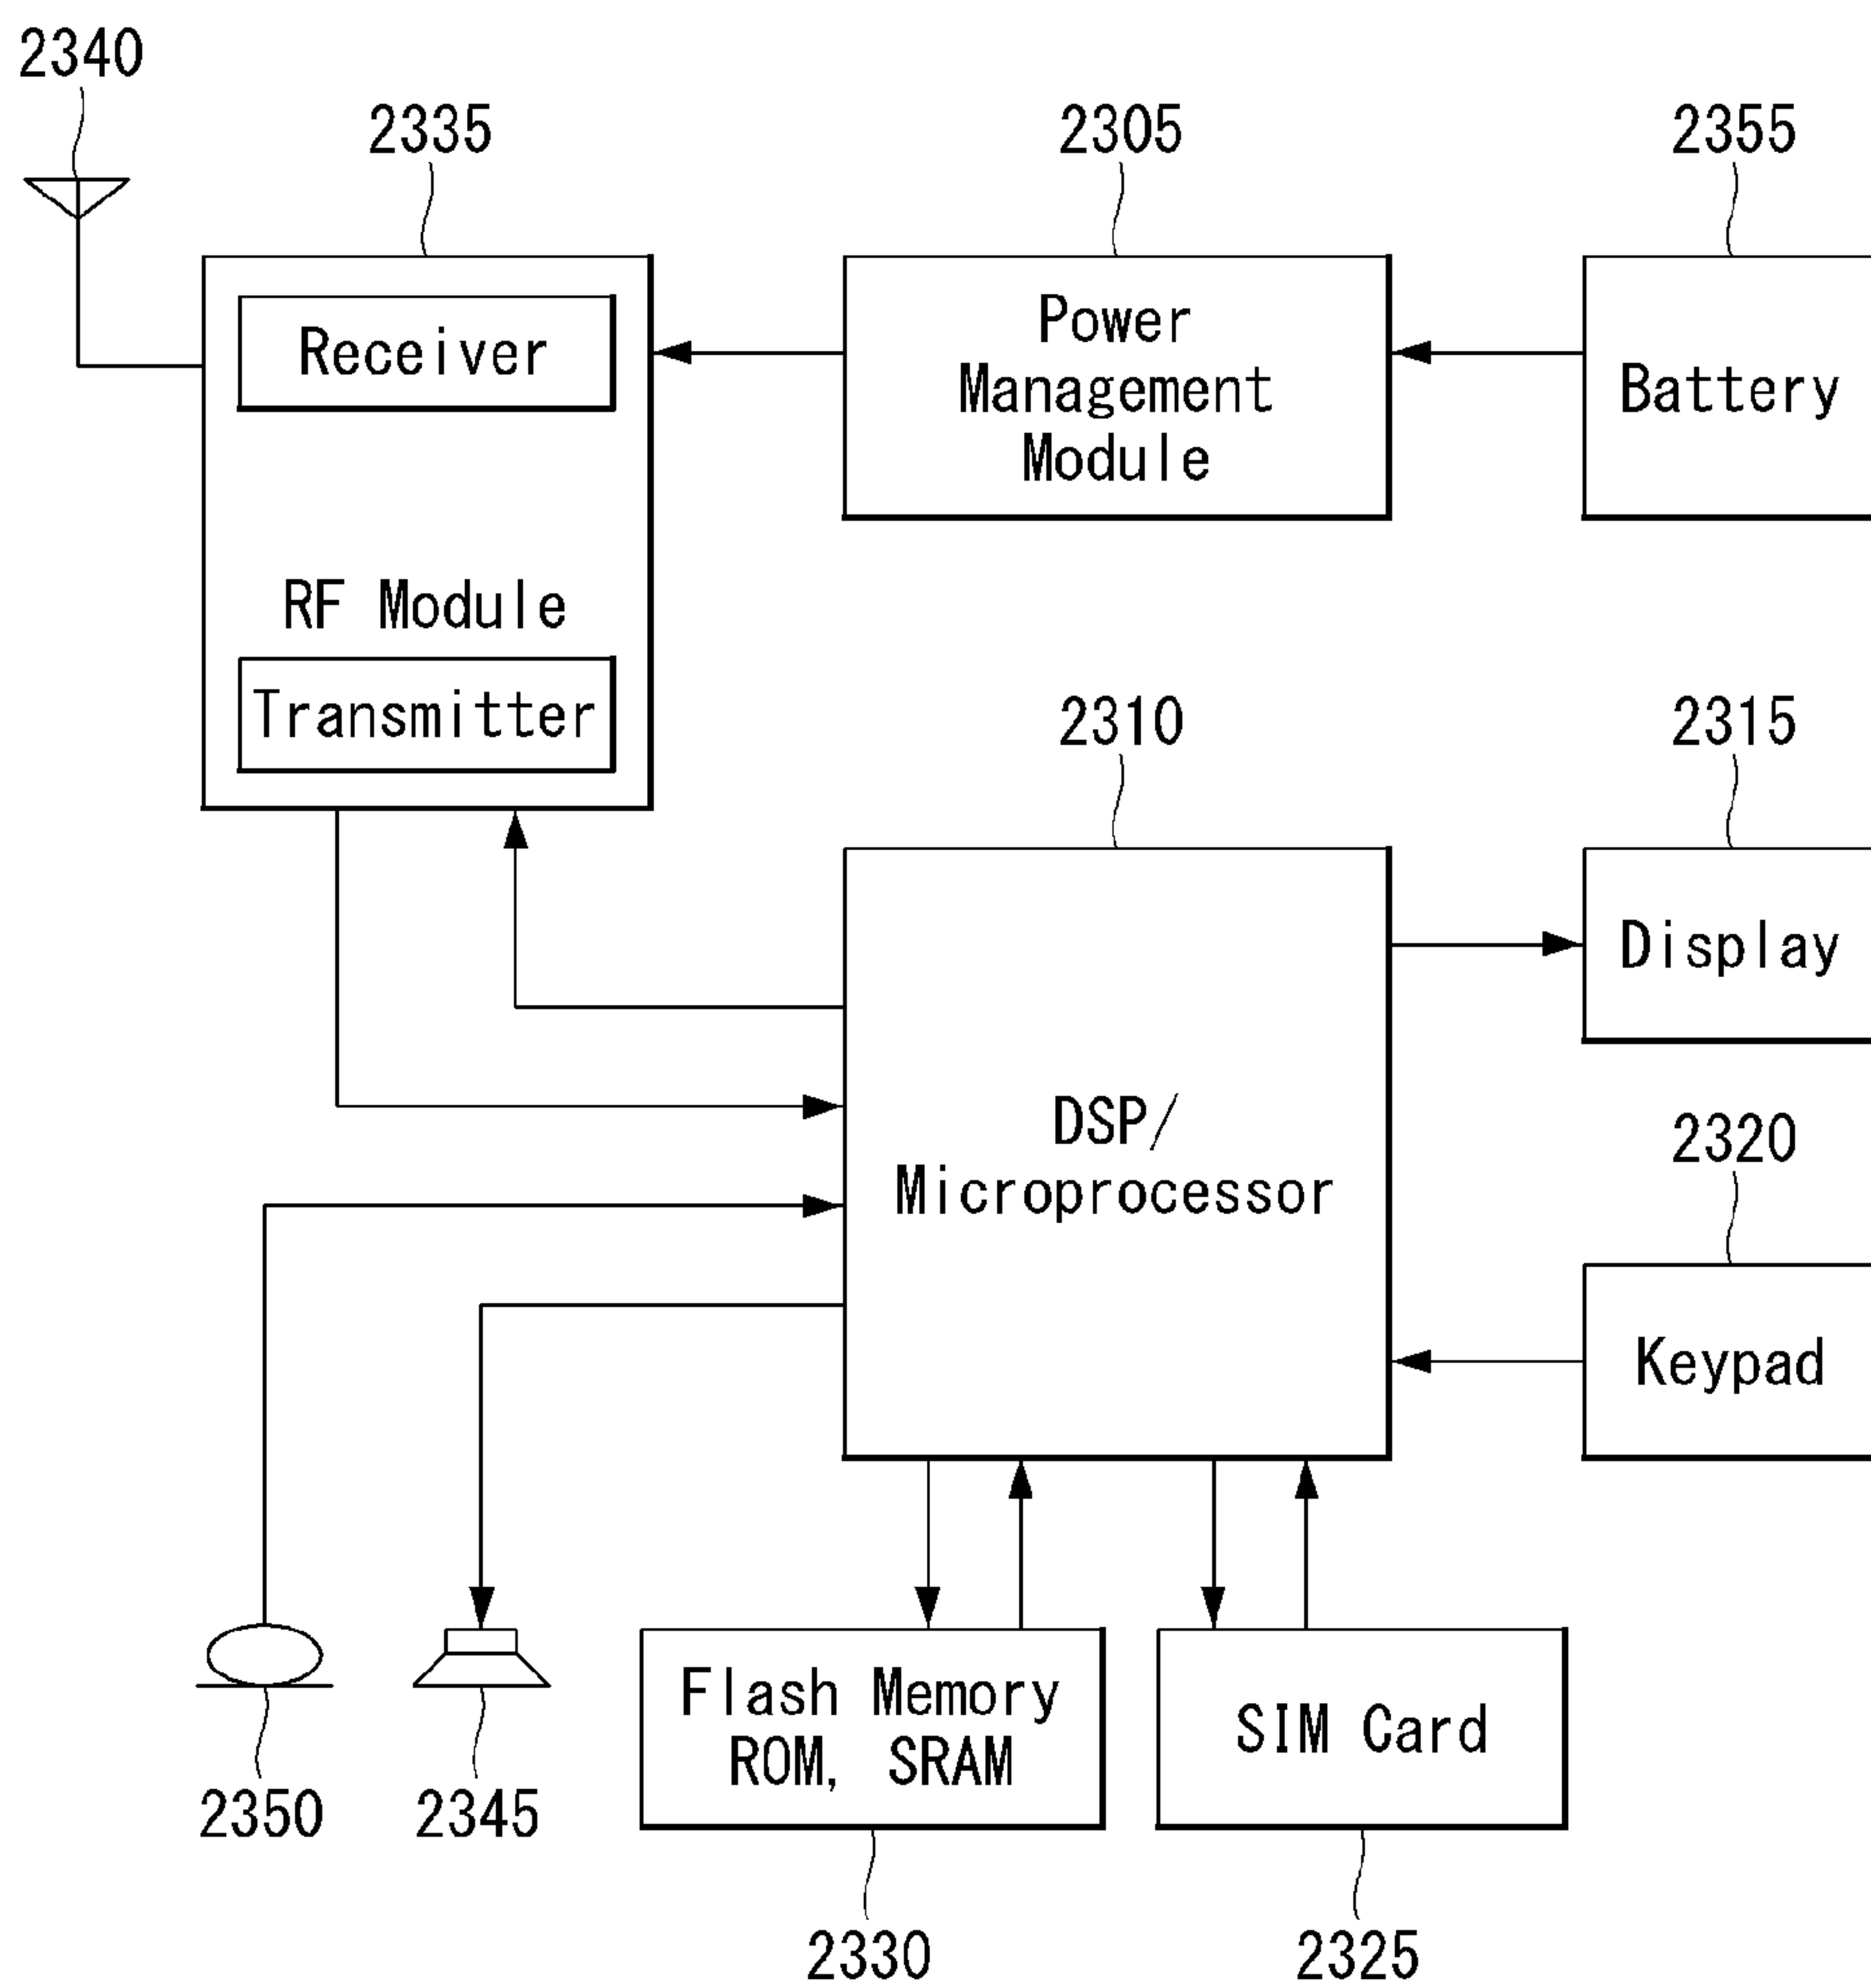 2340
2335
2305
2355
Receiver
Power
Management
Module
Battery
RF Module
Transmitter
2310
2315
Display
DSP/
Microprocessor
2320
Keypad
Flash Memory
ROM, SRAM
SIM Card
2350
2345
2330
2325